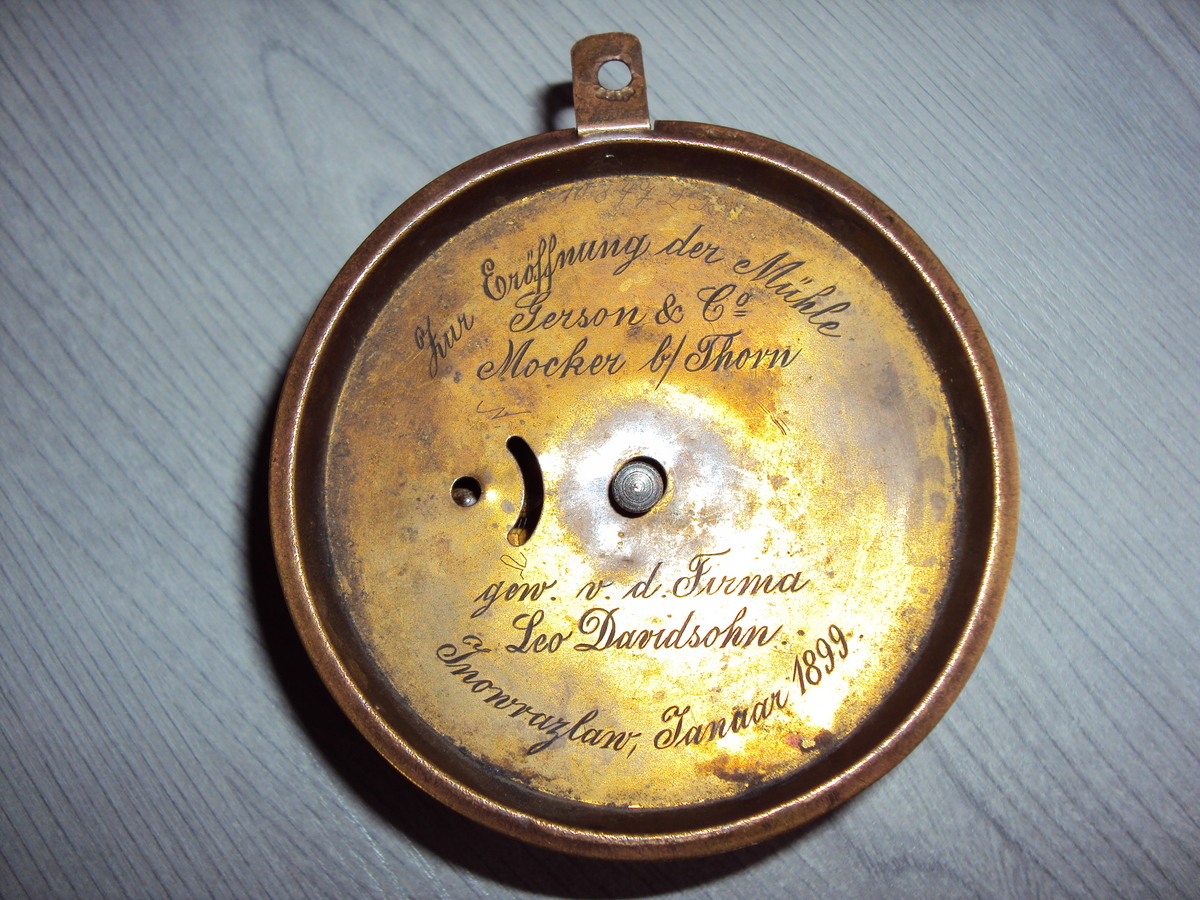 Zur Eröffnung der Mühle
Gerson & Co
Mocker b/ Thorn
gew. v. d. Firma
Leo Davidsohn.
Inowrazlaw, Januar 1899.